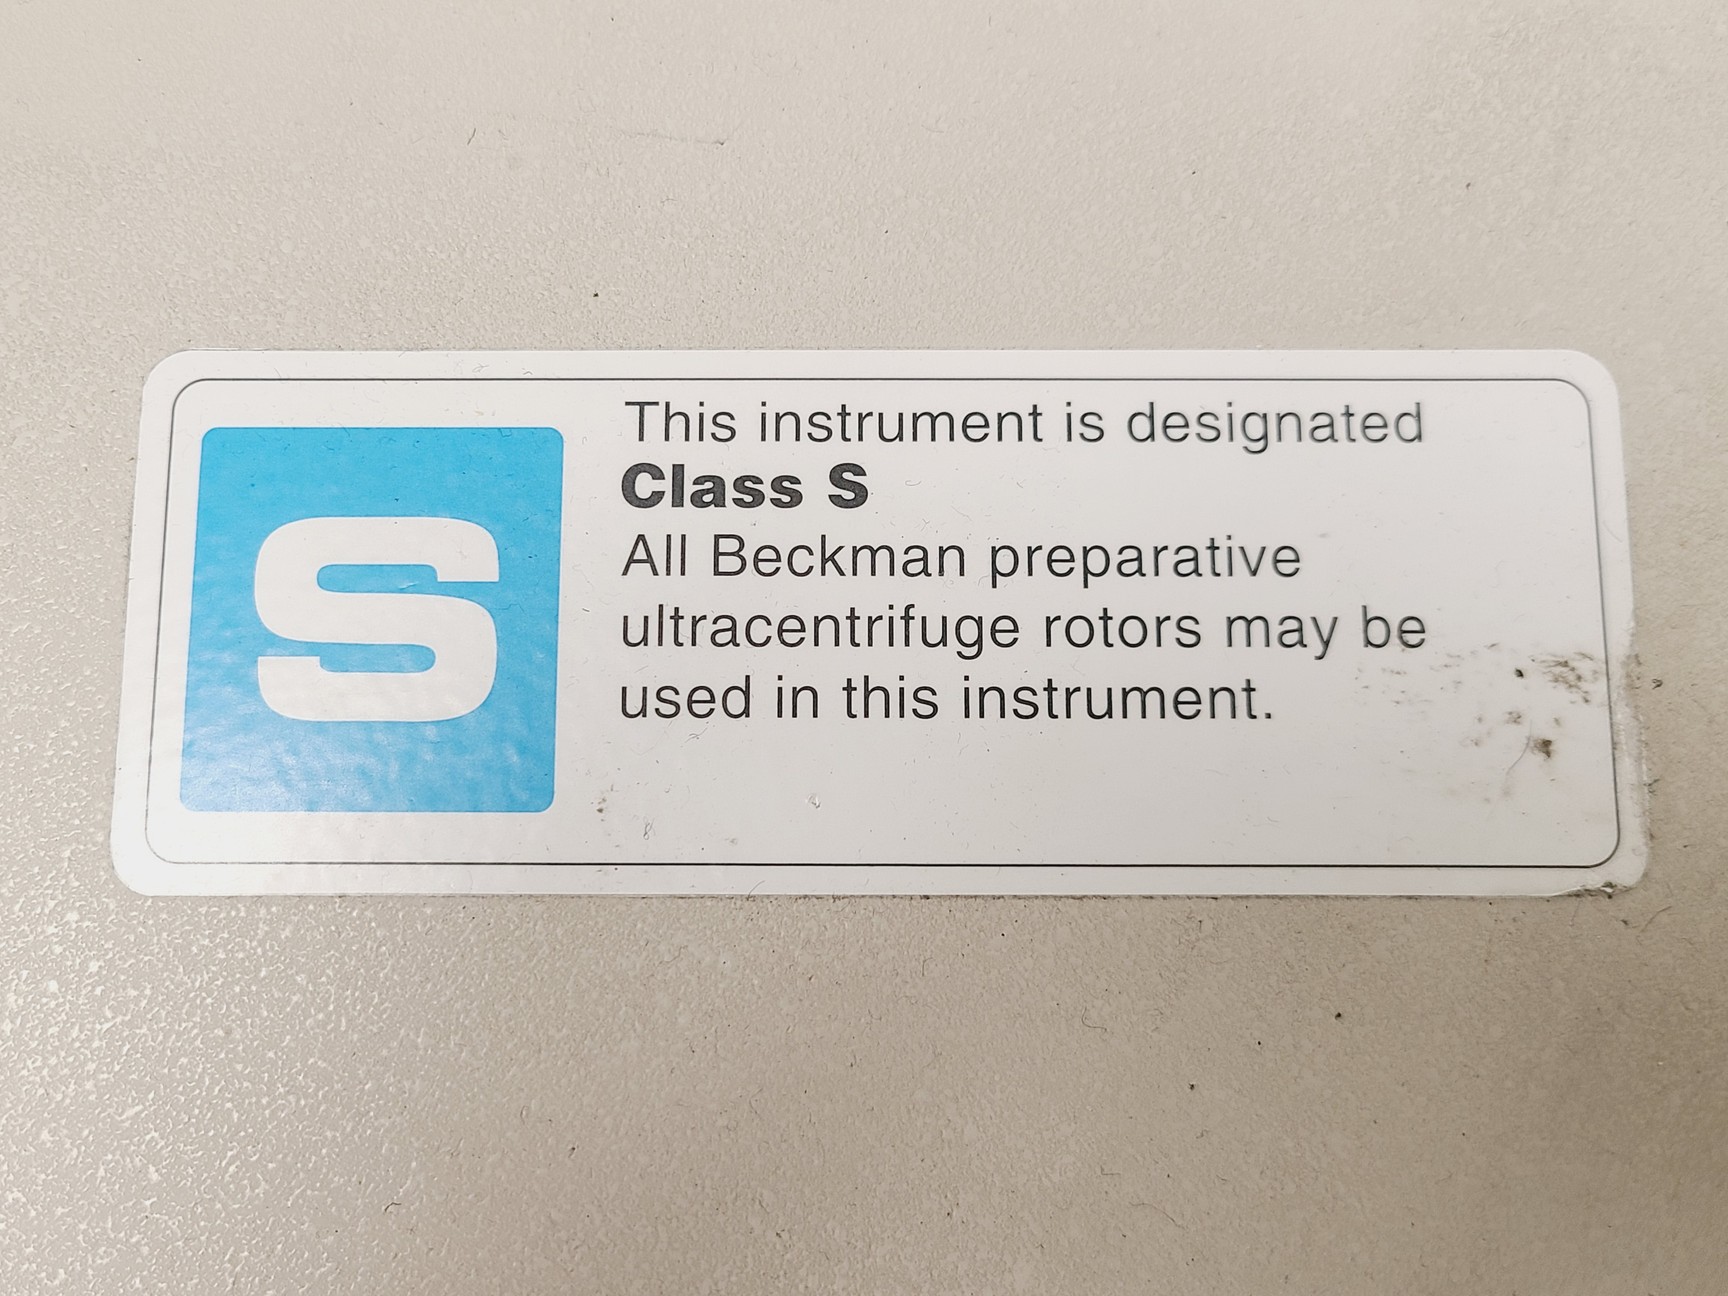 S
This instrument is designated
Class S
All Beckman preparative
ultracentrifuge rotors may be
used in this instrument.